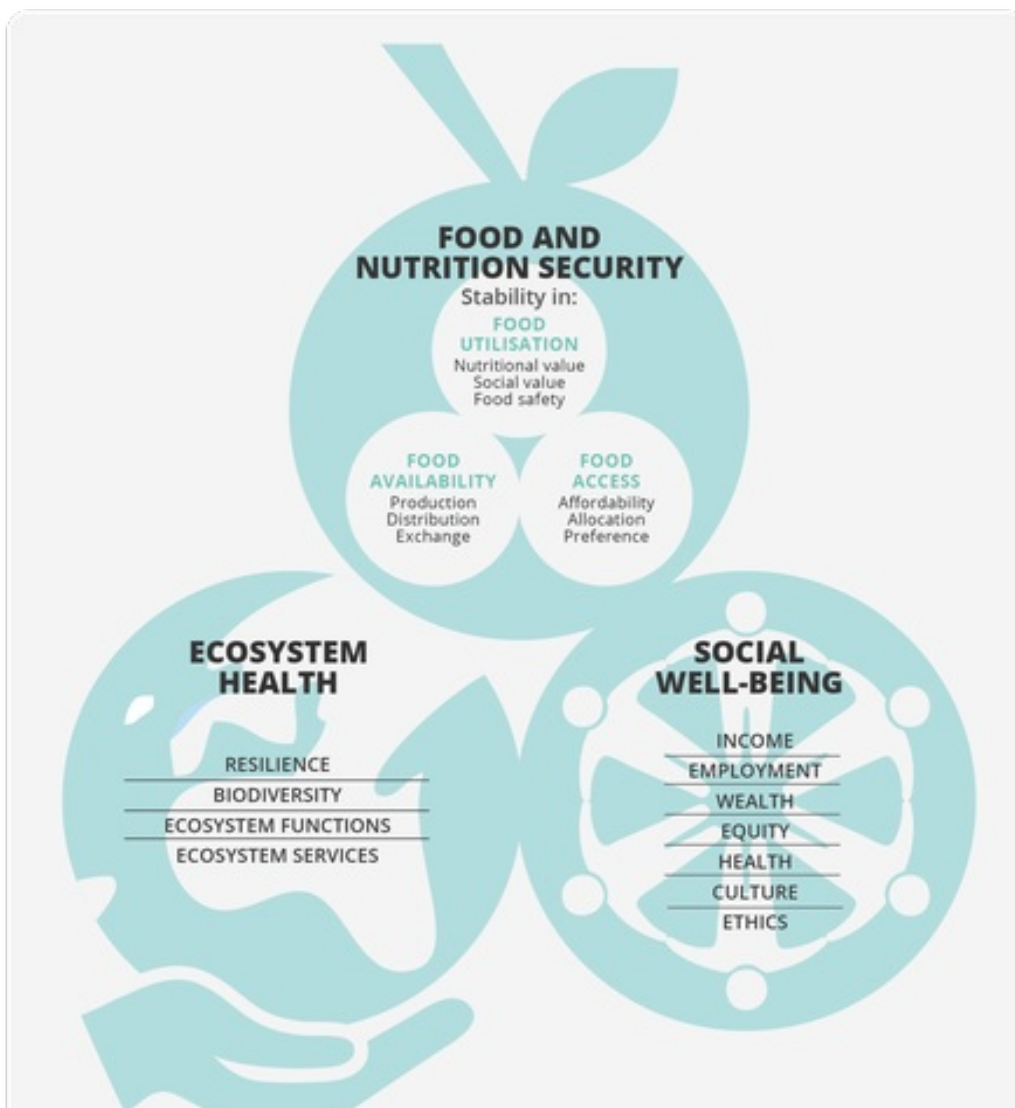 FOOD AND
NUTRITION SECURITY
Stability in:
FOOD
UTILISATION
Nutritional value
Social value
Food safety
FOOD
AVAILABILITY
Production
Distribution
Exchange
FOOD
ACCESS
Affordability
Allocation
Preference
ECOSYSTEM
HEALTH
RESILIENCE
BIODIVERSITY
ECOSYSTEM FUNCTIONS
ECOSYSTEM SERVICES
SOCIAL
WELL-BEING
INCOME
EMPLOYMENT
WEALTH
EQUITY
HEALTH
CULTURE
ETHICS